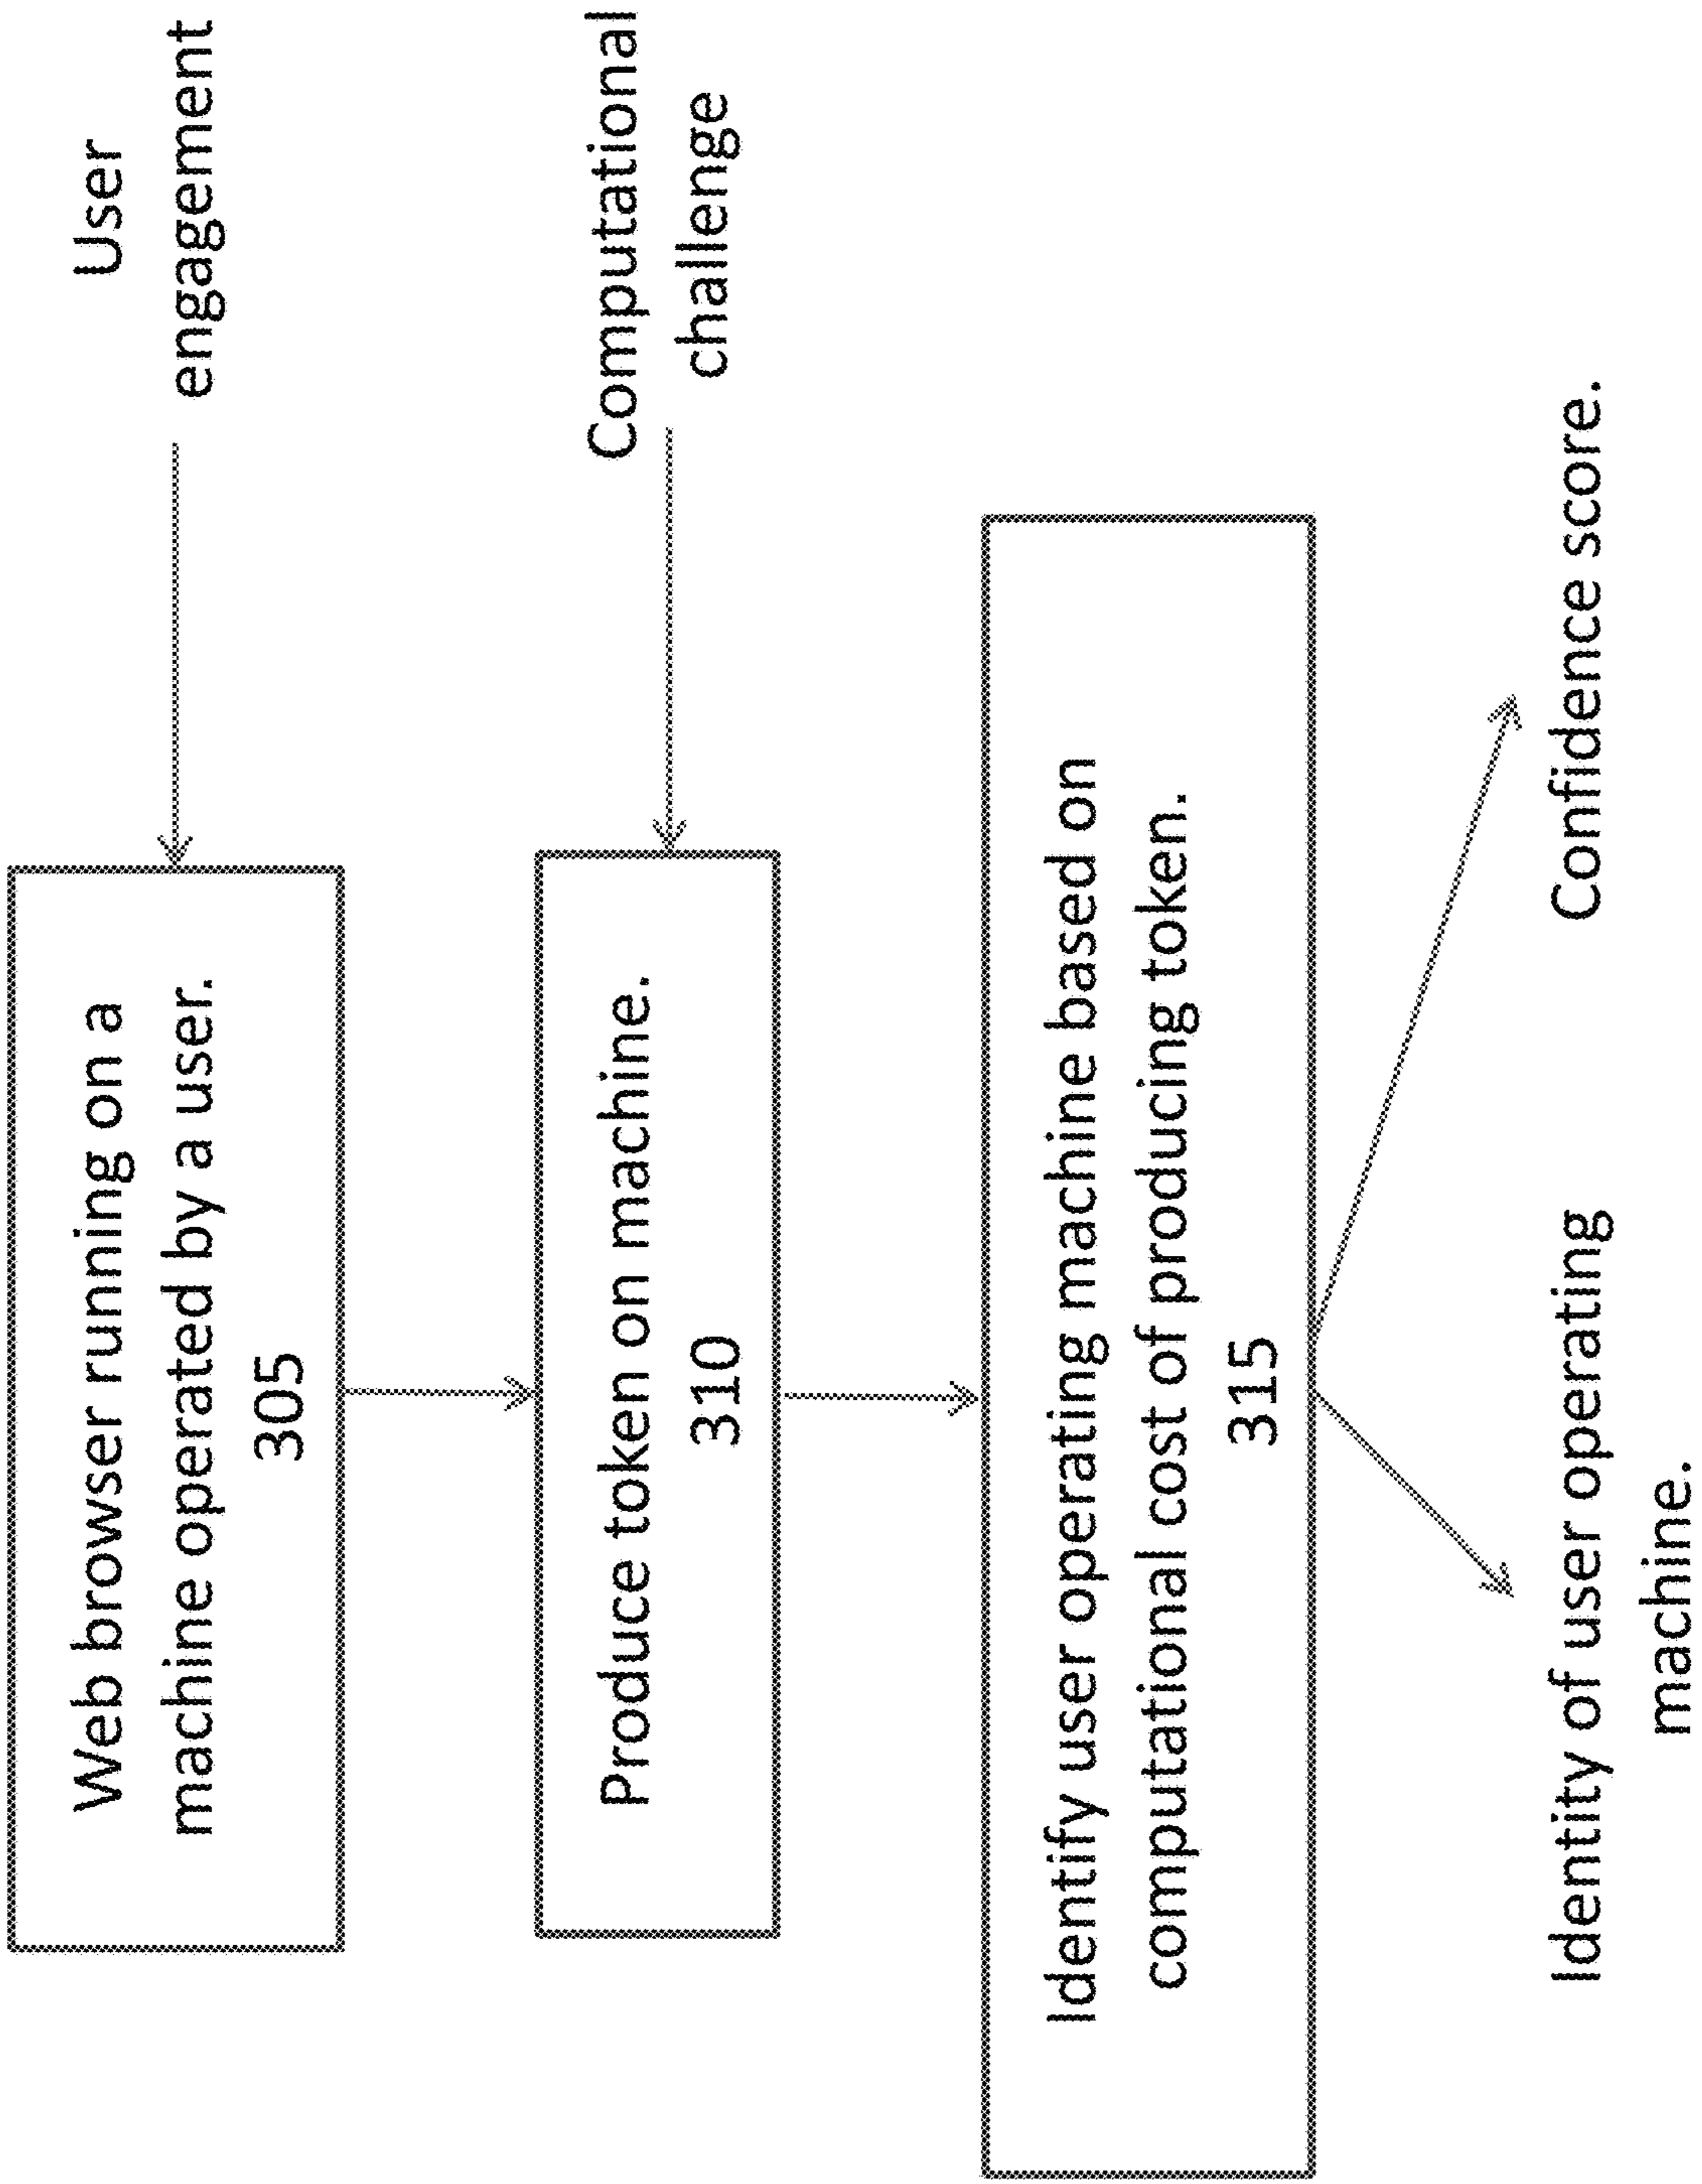 Web browser running on a
machine operated by a user.
305
User
engagement
Produce token on machine.
310
Computational
challenge
Identify user operating machine based on
computational cost of producing token.
315
Identity of user operating
machine.
Confidence score.